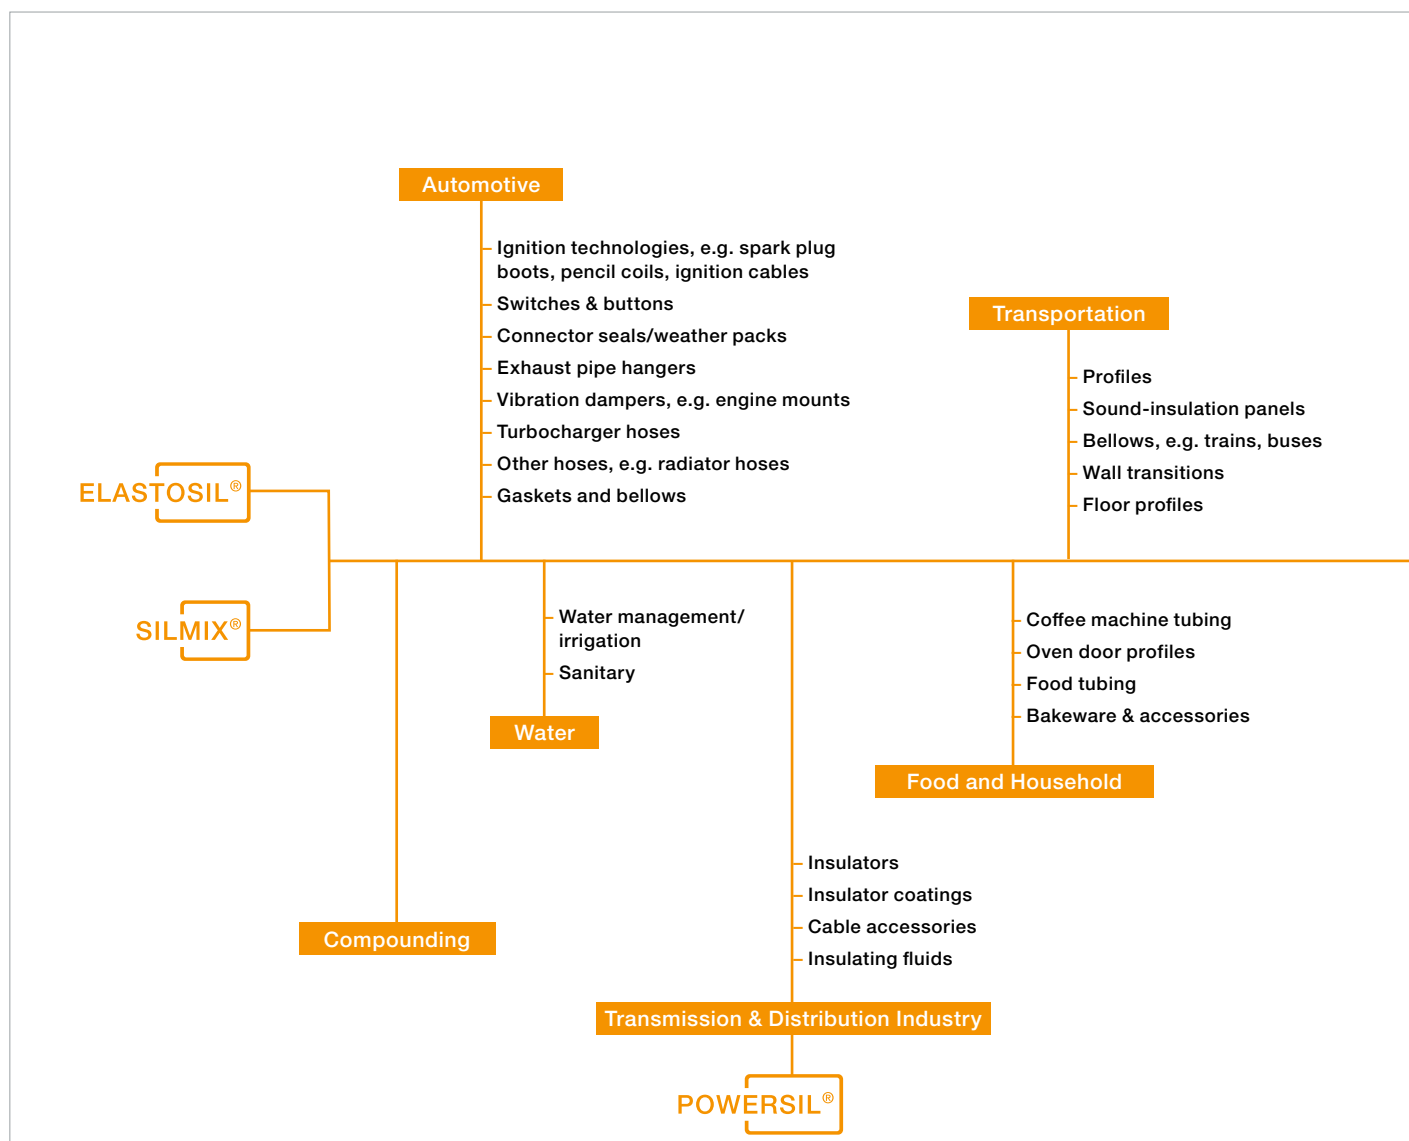 Automotive
Ignition technologies, e.g. spark plug
boots, pencil coils, ignition cables
Switches & buttons
Connector seals/weather packs
Exhaust pipe hangers
Vibration dampers, e.g. engine mounts
Turbocharger hoses
Other hoses, e.g. radiator hoses
Gaskets and bellows
Transportation
Profiles
Sound-insulation panels
Bellows, e.g. trains, buses
Wall transitions
Floor profiles
ELASTOSIL®
SILMIX®
Water management/
irrigation
Sanitary
Water
Coffee machine tubing
Oven door profiles
Food tubing
Bakeware & accessories
Food and Household
Compounding
Insulators
Insulator coatings
Cable accessories
Insulating fluids
Transmission & Distribution Industry
POWERSIL®